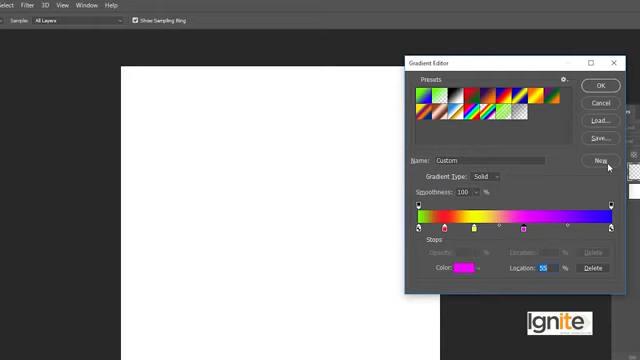 Select Filter 3D View Window Help
Sample: All Layers Show Sampling Ring
Gradient Editor
Presets
OK
Cancel
Load...
Save...
Name: Custom
New
Gradient Type: Solid
Smoothness: 100 %
Stops
Opacity: % Location: % Delete
Color: Location: 55 % Delete
Ignite